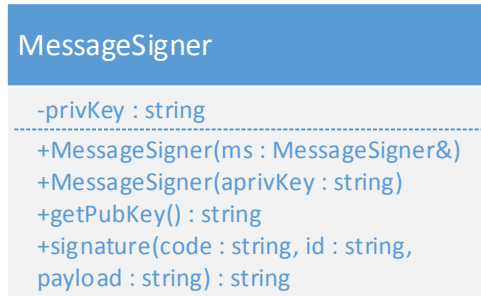 MessageSigner
-privKey : string
+MessageSigner(ms : MessageSigner&)
+MessageSigner(aprivKey : string)
+getPubKey() : string
+signature(code : string, id : string,
payload : string) : string